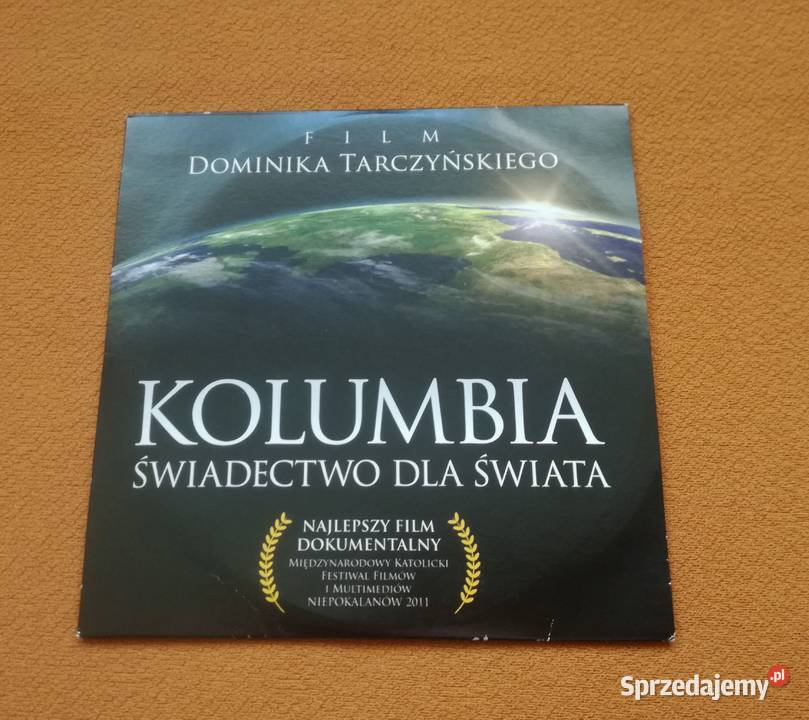 FILM
DOMINIKA TARCZYŃSKIEGO
KOLUMBIA
ŚWIADECTWO DLA ŚWIATA
NAJLEPSZY FILM
DOKUMENTALNY
MIĘDZYNARODOWY KATOLICKI
FESTIWAL FILMÓW
I MULTIMEDIÓW
NIEPOKALANÓW 2011
Sprzedajemy.pl